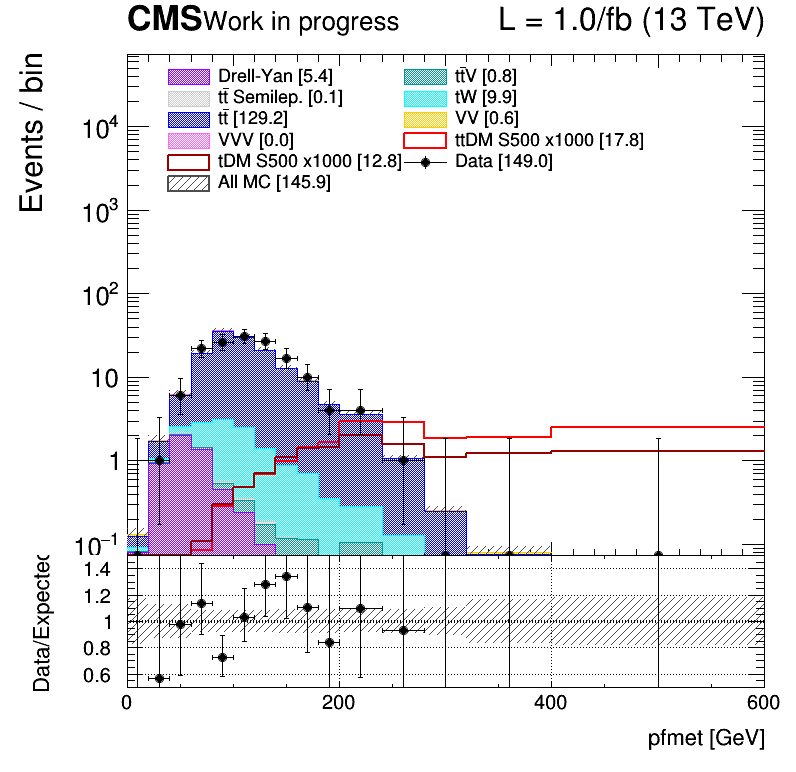 CMS Work in progress L = 1.0/fb (13 TeV)
Events / bin
Drell-Yan [5.4] tt̄V [0.8]
tt̄ Semilep. [0.1] tW [9.9]
tt̄ [129.2] VV [0.6]
VVV [0.0] ttDM S500 x1000 [17.8]
tDM S500 x1000 [12.8] Data [149.0]
All MC [145.9]
10⁴
10³
10²
10
1
10⁻¹
Data/Expected
1.4
1.2
1
0.8
0.6
0 200 400 600
pfmet [GeV]